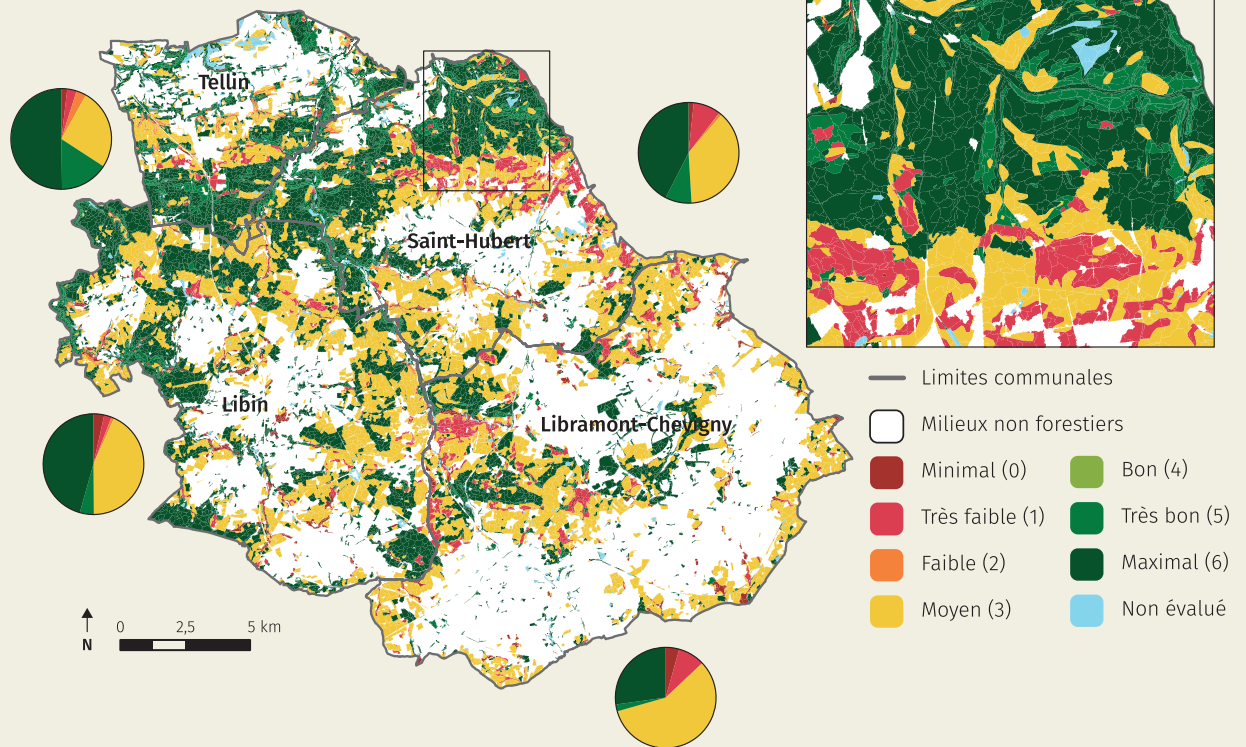 Tellin
Saint-Hubert
Libin
Libramont-Chevigny
N
0 2,5 5 km
Limites communales
Milieux non forestiers
Minimal (0)
Très faible (1)
Faible (2)
Moyen (3)
Bon (4)
Très bon (5)
Maximal (6)
Non évalué